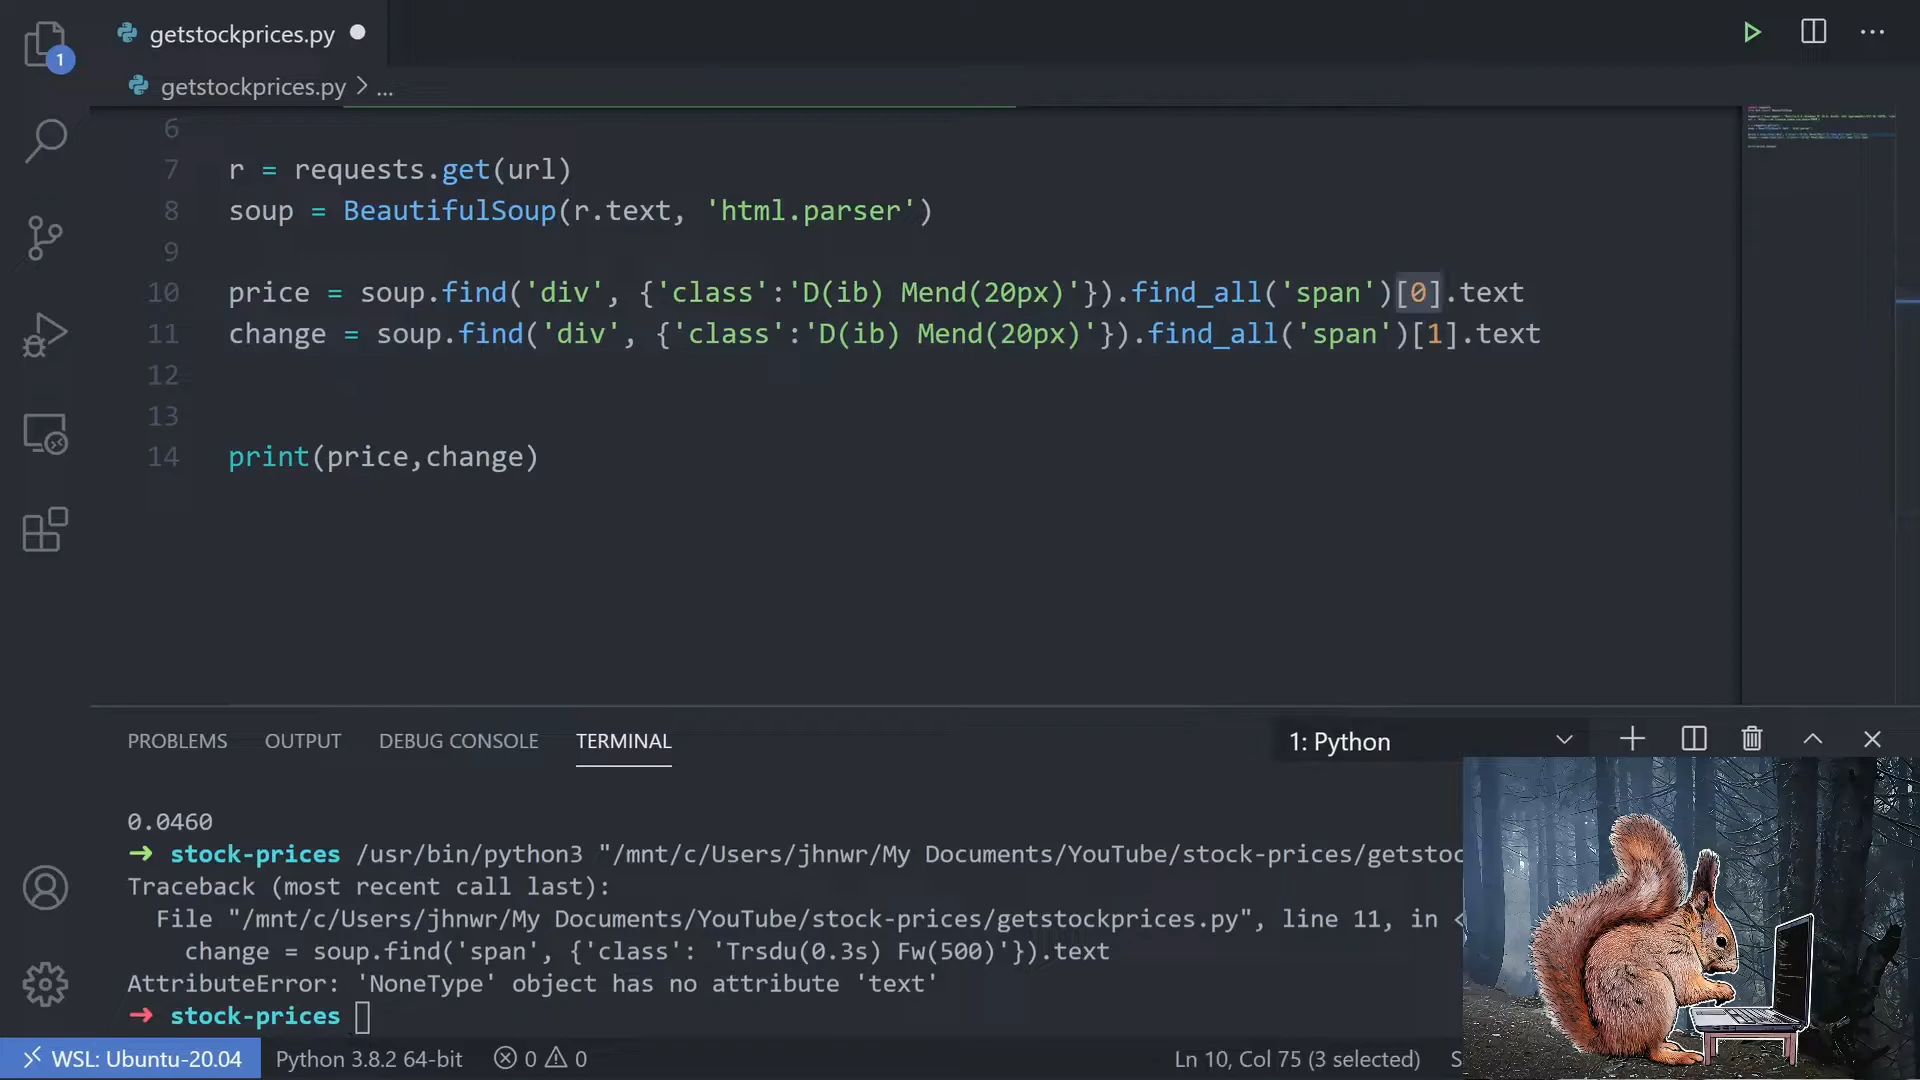 getstockprices.py
1
getstockprices.py > ...
6
7 r = requests.get(url)
8 soup = BeautifulSoup(r.text, 'html.parser')
9
10 price = soup.find('div', {'class':'D(ib) Mend(20px)'}).find_all('span')[0].text
11 change = soup.find('div', {'class':'D(ib) Mend(20px)'}).find_all('span')[1].text
12
13
14 print(price,change)
PROBLEMS OUTPUT DEBUG CONSOLE TERMINAL 1: Python
0.0460
➜ stock-prices /usr/bin/python3 "/mnt/c/Users/jhnwr/My Documents/YouTube/stock-prices/getstoc
Traceback (most recent call last):
File "/mnt/c/Users/jhnwr/My Documents/YouTube/stock-prices/getstockprices.py", line 11, in <
change = soup.find('span', {'class': 'Trsdu(0.3s) Fw(500)'}).text
AttributeError: 'NoneType' object has no attribute 'text'
➜ stock-prices
WSL: Ubuntu-20.04 Python 3.8.2 64-bit 0 0 Ln 10, Col 75 (3 selected) S